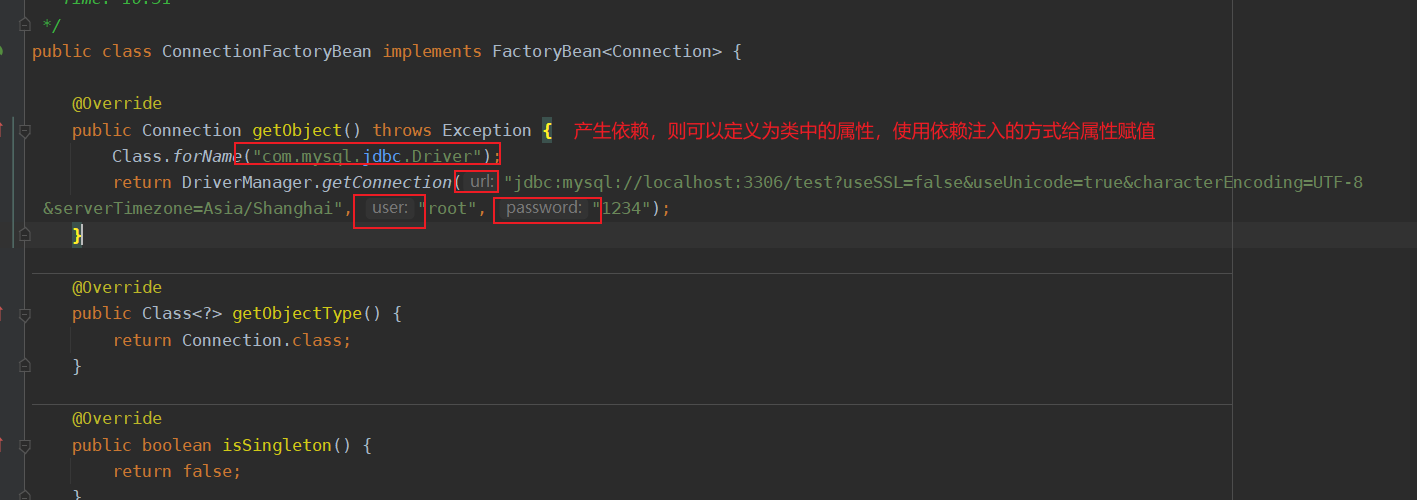 Time: 16:51
*/
public class ConnectionFactoryBean implements FactoryBean<Connection> {
@Override
public Connection getObject() throws Exception { 产生依赖，则可以定义为类中的属性，使用依赖注入的方式给属性赋值
Class.forName("com.mysql.jdbc.Driver");
return DriverManager.getConnection( url: "jdbc:mysql://localhost:3306/test?useSSL=false&useUnicode=true&characterEncoding=UTF-8
&serverTimezone=Asia/Shanghai", user: "root", password: "1234");
}
@Override
public Class<?> getObjectType() {
return Connection.class;
}
@Override
public boolean isSingleton() {
return false;
}